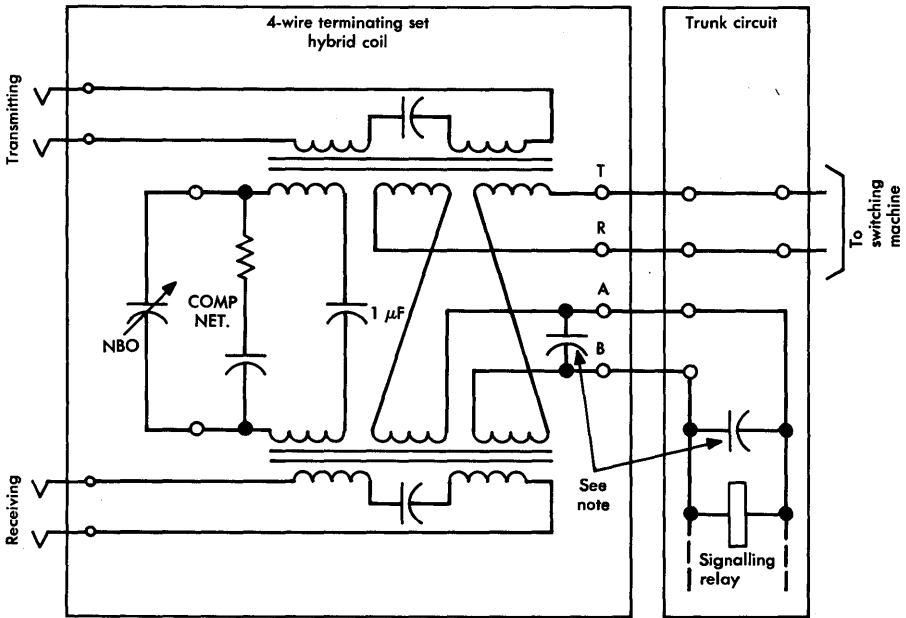 4-wire terminating set
hybrid coil
Trunk circuit
Transmitting
T
R
To
switching
machine
A
COMP
NET.
1 µF
NBO
B
See
note
Receiving
Signalling
relay